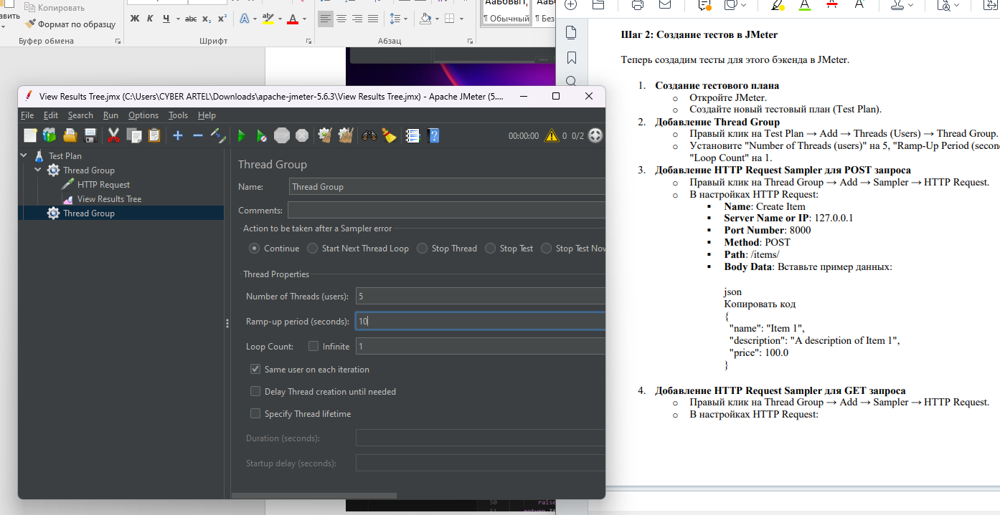 Копировать
Формат по образцу
Буфер обмена
Ж К Ч abc x₂ x²
Шрифт
Абзац
¶ Обычный
¶ Без
View Results Tree.jmx (C:\Users\CYBER ARTEL\Downloads\apache-jmeter-5.6.3\View Results Tree.jmx) - Apache JMeter (5....
File Edit Search Run Options Tools Help
STOP
00:00:00 0 0/2
Test Plan
Thread Group
HTTP Request
View Results Tree
Thread Group
Thread Group
Name: Thread Group
Comments:
Action to be taken after a Sampler error
Continue Start Next Thread Loop Stop Thread Stop Test Stop Test Now
Thread Properties
Number of Threads (users): 5
Ramp-up period (seconds): 10
Loop Count: Infinite 1
Same user on each iteration
Delay Thread creation until needed
Specify Thread lifetime
Duration (seconds):
Startup delay (seconds):
50 raise
Шаг 2: Создание тестов в JMeter
Теперь создадим тесты для этого бэкенда в JMeter.
1. Создание тестового плана
o Откройте JMeter.
o Создайте новый тестовый план (Test Plan).
2. Добавление Thread Group
o Правый клик на Test Plan → Add → Threads (Users) → Thread Group.
o Установите "Number of Threads (users)" на 5, "Ramp-Up Period (secon
"Loop Count" на 1.
3. Добавление HTTP Request Sampler для POST запроса
o Правый клик на Thread Group → Add → Sampler → HTTP Request.
o В настройках HTTP Request:
▪ Name: Create Item
▪ Server Name or IP: 127.0.0.1
▪ Port Number: 8000
▪ Method: POST
▪ Path: /items/
▪ Body Data: Вставьте пример данных:
json
Копировать код
{
"name": "Item 1",
"description": "A description of Item 1",
"price": 100.0
}
4. Добавление HTTP Request Sampler для GET запроса
o Правый клик на Thread Group → Add → Sampler → HTTP Request.
o В настройках HTTP Request: